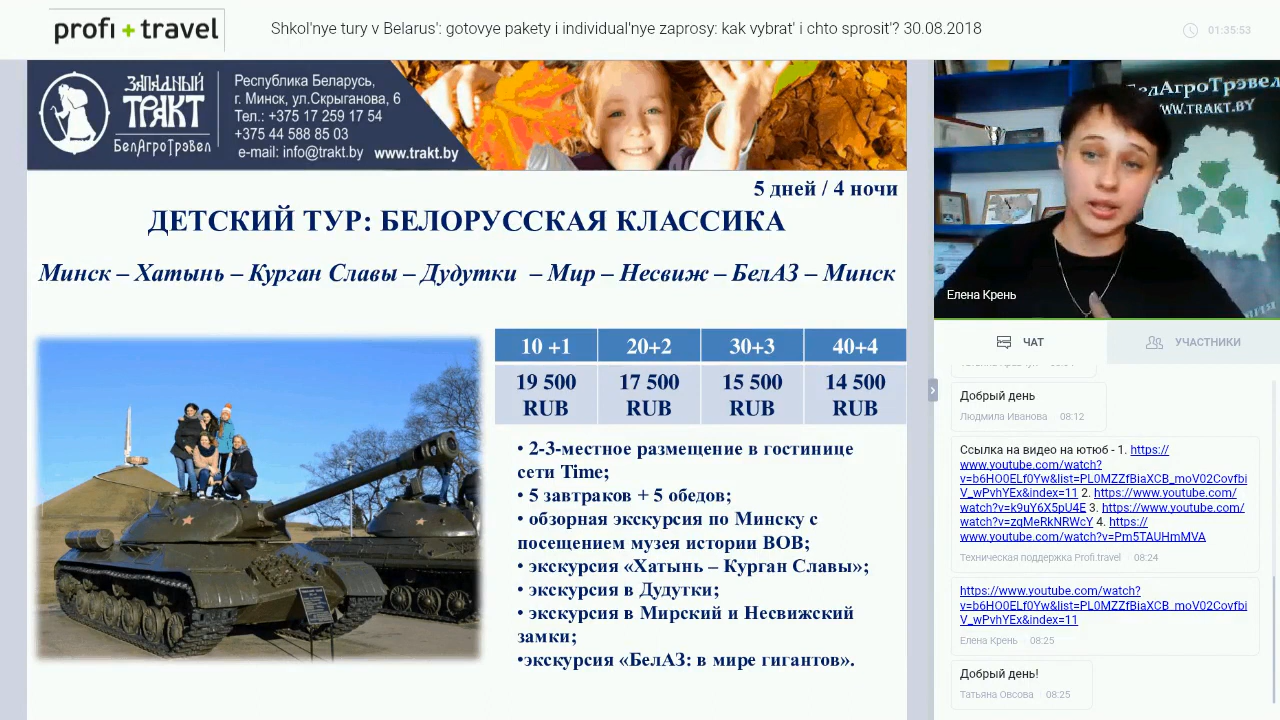 profi + travel
Shkol'nye tury v Belarus': gotovye pakety i individual'nye zaprosy: kak vybrat' i chto sprosit'? 30.08.2018
01:35:53
ЗАПАДНЫЙ
ТРАКТ
БелАгроТрэвел
Республика Беларусь,
г. Минск, ул.Скрыганова, 6
Тел.: +375 17 259 17 54
+375 44 588 85 03
e-mail: info@trakt.by www.trakt.by
5 дней / 4 ночи
ДЕТСКИЙ ТУР: БЕЛОРУССКАЯ КЛАССИКА
Минск – Хатынь – Курган Славы – Дудутки – Мир – Несвиж – БелАЗ – Минск
10 +1 20+2 30+3 40+4
19 500 17 500 15 500 14 500
RUB RUB RUB RUB
• 2-3-местное размещение в гостинице
сети Time;
• 5 завтраков + 5 обедов;
• обзорная экскурсия по Минску с
посещением музея истории ВОВ;
• экскурсия «Хатынь – Курган Славы»;
• экскурсия в Дудутки;
• экскурсия в Мирский и Несвижский
замки;
•экскурсия «БелАЗ: в мире гигантов».
БелАгроТрэвел
WWW.TRAKT.BY
Елена Крень
ЧАТ
УЧАСТНИКИ
Добрый день
Людмила Иванова 08:12
Ссылка на видео на ютюб - 1. https://
www.youtube.com/watch?
v=b6HO0ELf0Yw&list=PL0MZZfBiaXCB_moV02Covfbi
V_wPvhYEx&index=11 2. https://www.youtube.com/
watch?v=k9uY6X5pU4E 3. https://www.youtube.com/
watch?v=zqMeRkNRWcY 4. https://
www.youtube.com/watch?v=Pm5TAUHmMVA
Техническая поддержка Profi.travel 08:24
https://www.youtube.com/watch?
v=b6HO0ELf0Yw&list=PL0MZZfBiaXCB_moV02Covfbi
V_wPvhYEx&index=11
Елена Крень 08:25
Добрый день!
Татьяна Овсова 08:25